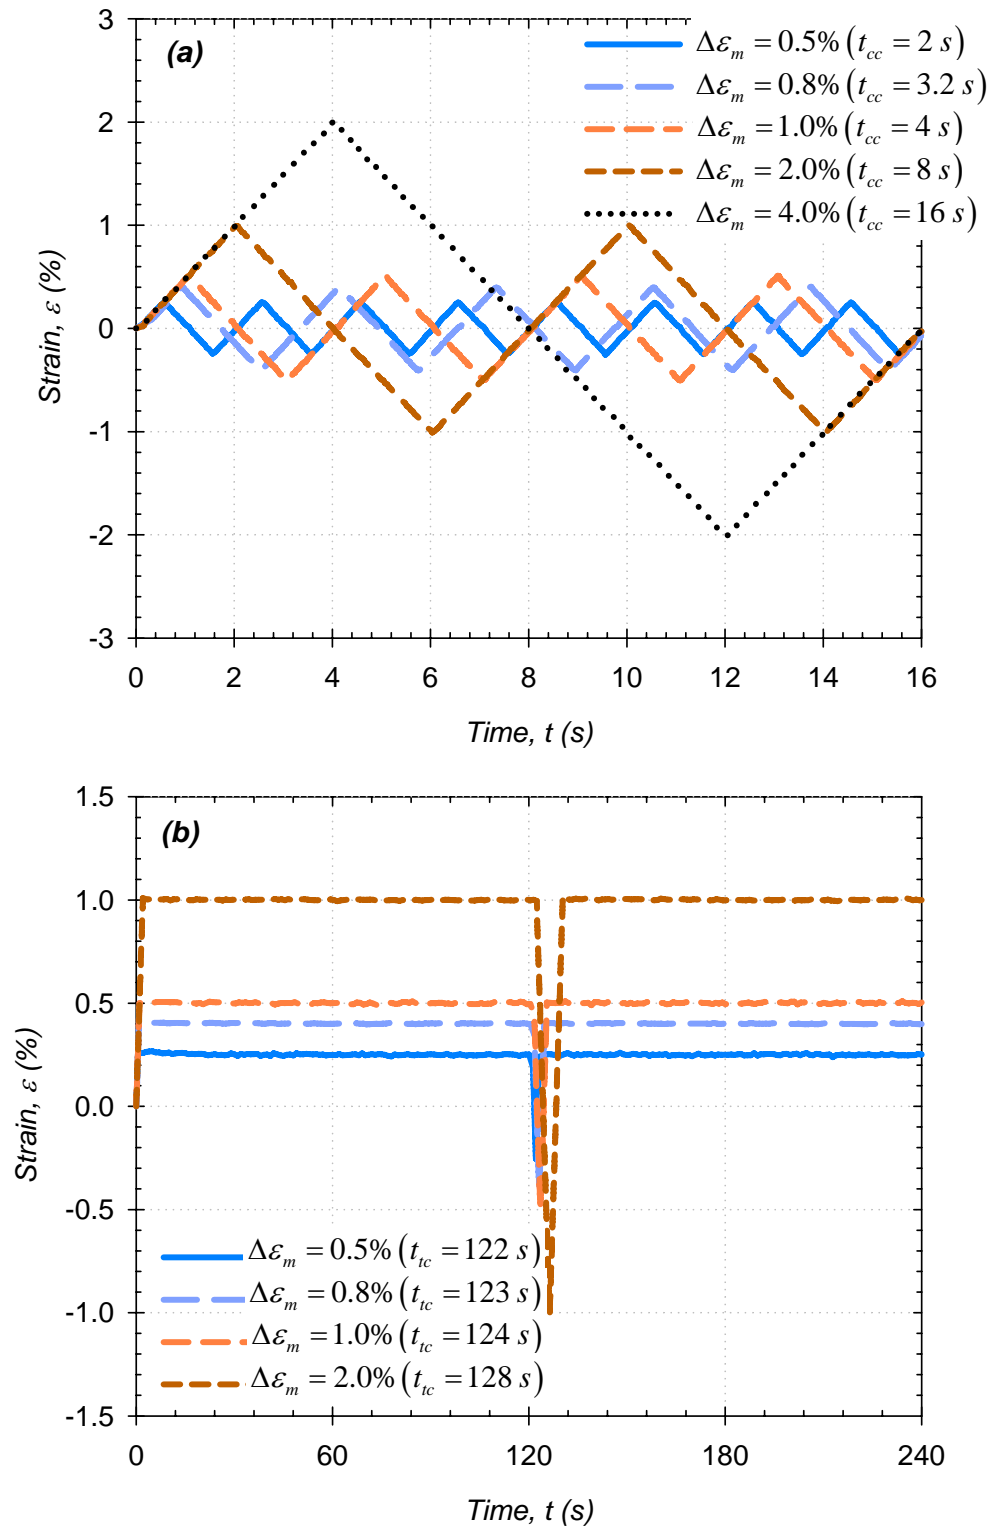 3
(a)
Δε_m = 0.5% (t_cc = 2 s)
Δε_m = 0.8% (t_cc = 3.2 s)
Δε_m = 1.0% (t_cc = 4 s)
Δε_m = 2.0% (t_cc = 8 s)
Δε_m = 4.0% (t_cc = 16 s)
2
1
0
-1
-2
-3
Strain, ε (%)
0 2 4 6 8 10 12 14 16
Time, t (s)
1.5
(b)
1.0
0.5
0.0
-0.5
-1.0
-1.5
Strain, ε (%)
Δε_m = 0.5% (t_tc = 122 s)
Δε_m = 0.8% (t_tc = 123 s)
Δε_m = 1.0% (t_tc = 124 s)
Δε_m = 2.0% (t_tc = 128 s)
0 60 120 180 240
Time, t (s)